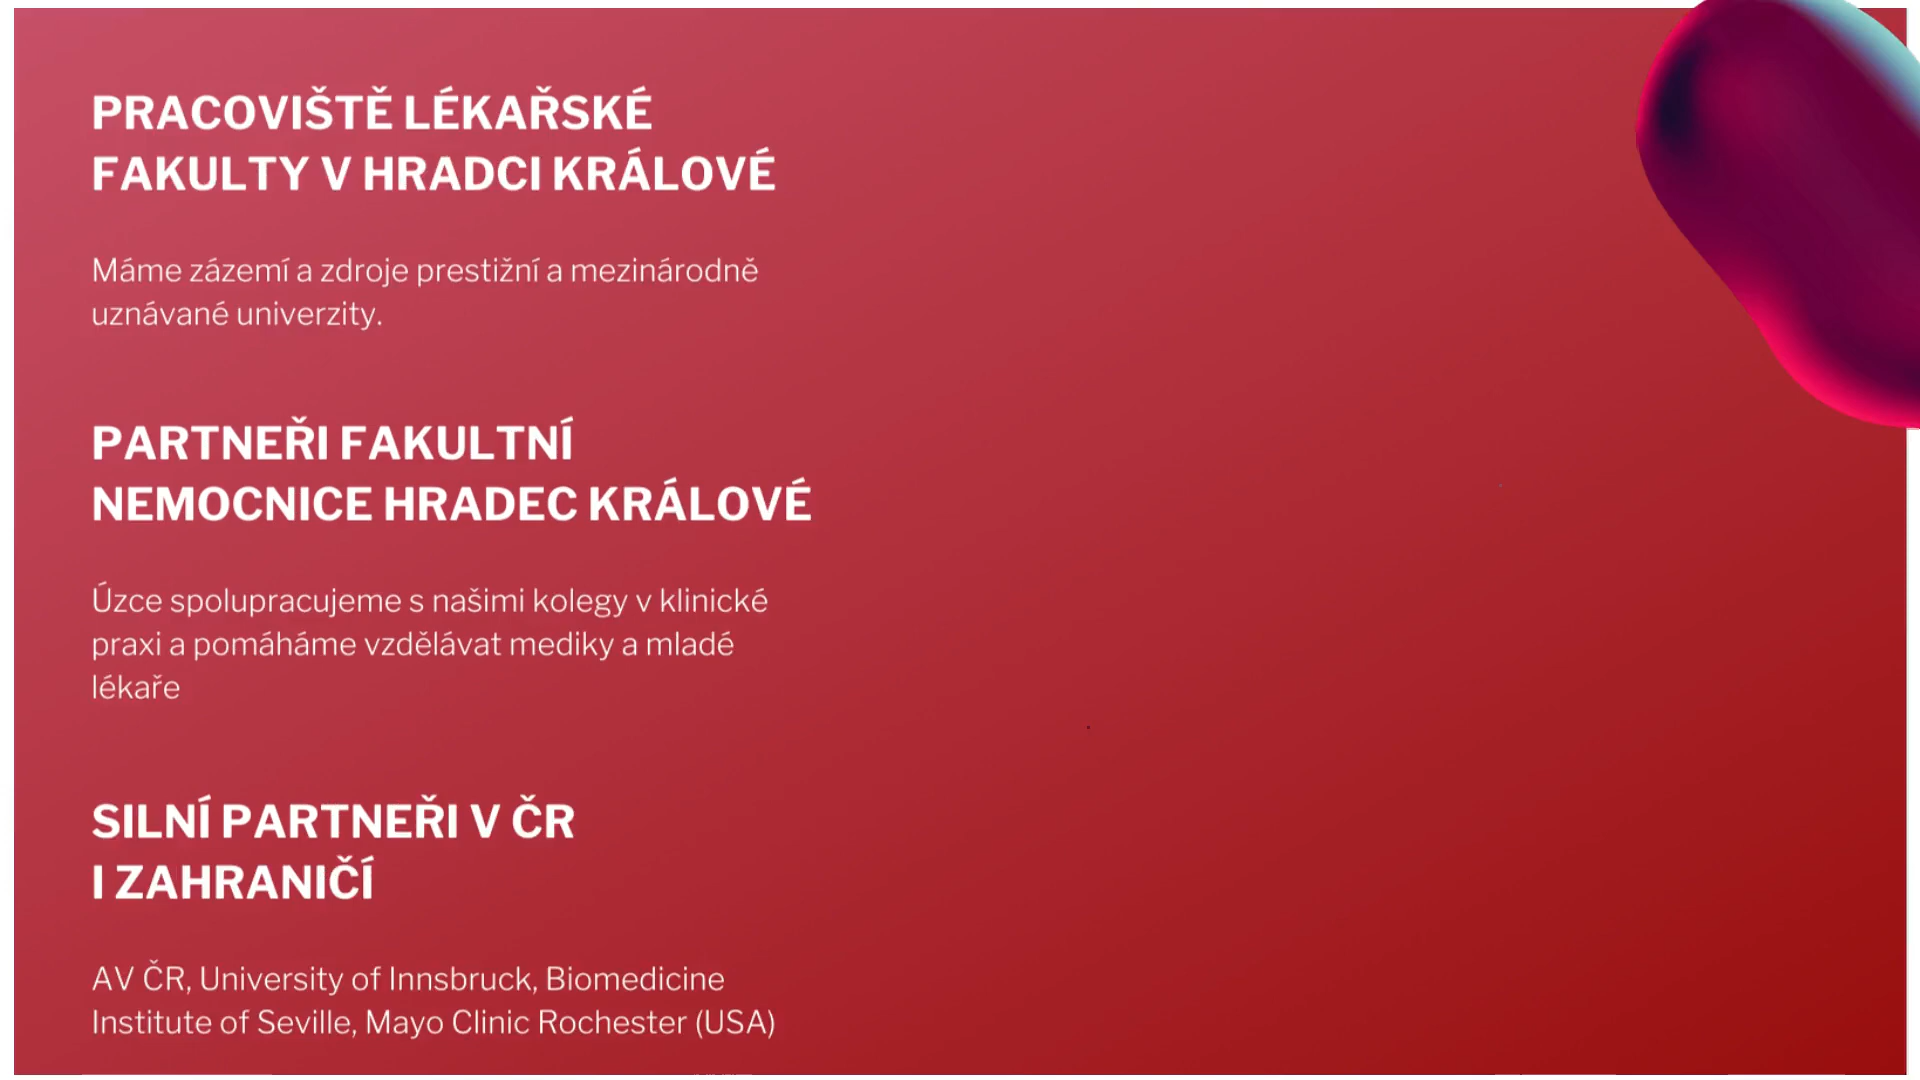 PRACOVIŠTĚ LÉKAŘSKÉ
FAKULTY V HRADCI KRÁLOVÉ
Máme zázemí a zdroje prestižní a mezinárodně
uznávané univerzity.
PARTNEŘI FAKULTNÍ
NEMOCNICE HRADEC KRÁLOVÉ
Úzce spolupracujeme s našimi kolegy v klinické
praxi a pomáháme vzdělávat mediky a mladé
lékaře
SILNÍ PARTNEŘI V ČR
I ZAHRANIČÍ
AV ČR, University of Innsbruck, Biomedicine
Institute of Seville, Mayo Clinic Rochester (USA)